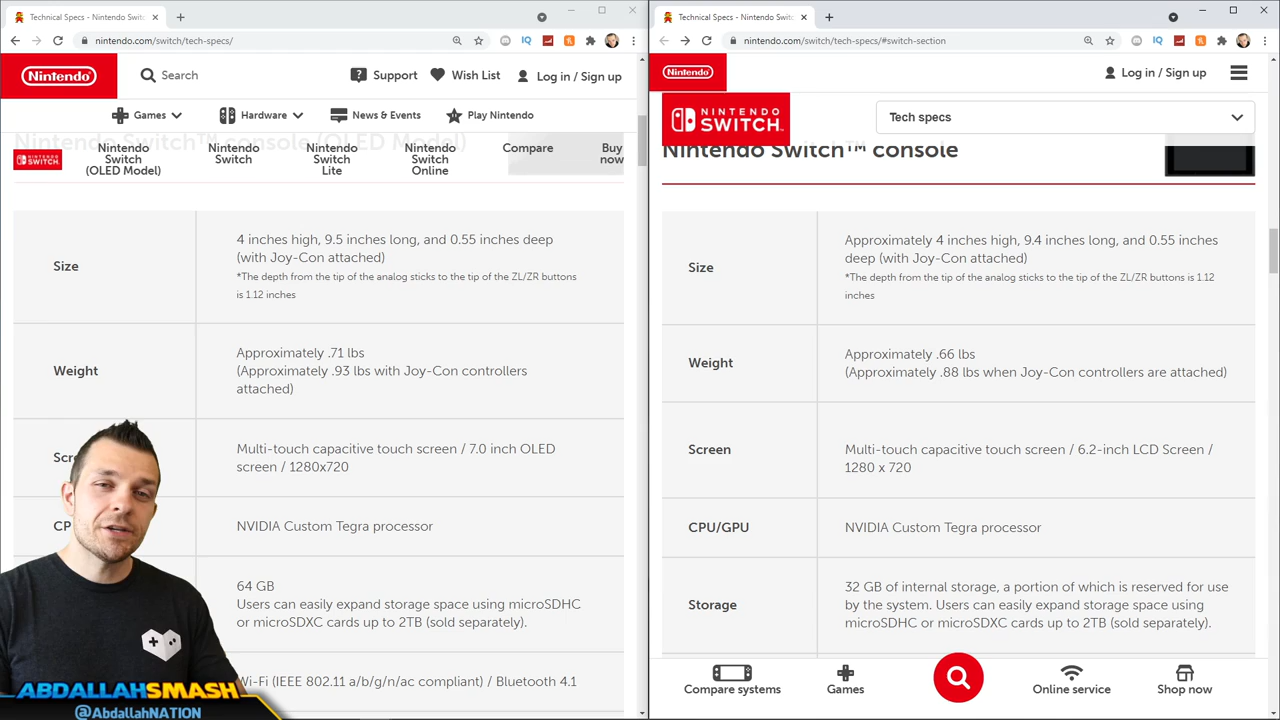 Technical Specs - Nintendo Swit
nintendo.com/switch/tech-specs/
Nintendo
Search
Support
Wish List
Log in / Sign up
Games
Hardware
News & Events
Play Nintendo
Nintendo Switch™ console (OLED Model)
NINTENDO
SWITCH
Nintendo
Switch
(OLED Model)
Nintendo
Switch
Nintendo
Switch
Lite
Nintendo
Switch
Online
Compare
Buy
now
Size
4 inches high, 9.5 inches long, and 0.55 inches deep
(with Joy-Con attached)
*The depth from the tip of the analog sticks to the tip of the ZL/ZR buttons
is 1.12 inches
Weight
Approximately .71 lbs
(Approximately .93 lbs with Joy-Con controllers
attached)
Scre
Multi-touch capacitive touch screen / 7.0 inch OLED
screen / 1280x720
CP
NVIDIA Custom Tegra processor
64 GB
Users can easily expand storage space using microSDHC
or microSDXC cards up to 2TB (sold separately).
Wi-Fi (IEEE 802.11 a/b/g/n/ac compliant) / Bluetooth 4.1
ABDALLAHSMASH
@AbdallahNATION
Technical Specs - Nintendo Switc
nintendo.com/switch/tech-specs/#switch-section
Nintendo
Log in / Sign up
NINTENDO
SWITCH™
Tech specs
Nintendo Switch™ console
Size
Approximately 4 inches high, 9.4 inches long, and 0.55 inches
deep (with Joy-Con attached)
*The depth from the tip of the analog sticks to the tip of the ZL/ZR buttons is 1.12
inches
Weight
Approximately .66 lbs
(Approximately .88 lbs when Joy-Con controllers are attached)
Screen
Multi-touch capacitive touch screen / 6.2-inch LCD Screen /
1280 x 720
CPU/GPU
NVIDIA Custom Tegra processor
Storage
32 GB of internal storage, a portion of which is reserved for use
by the system. Users can easily expand storage space using
microSDHC or microSDXC cards up to 2TB (sold separately).
Compare systems
Games
Online service
Shop now